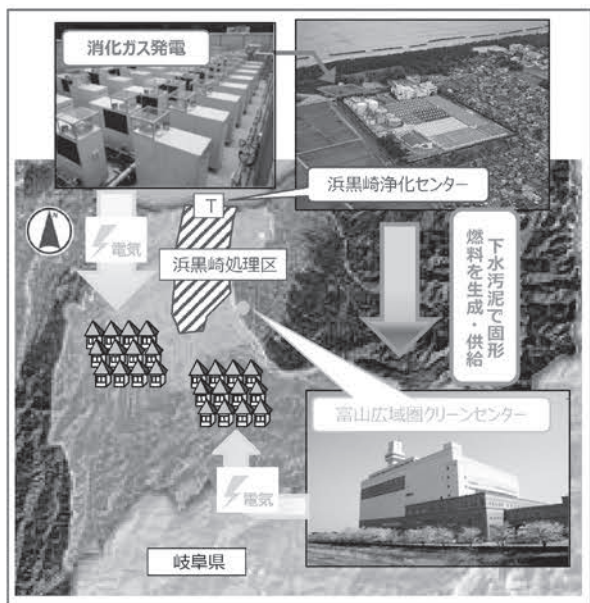 消化ガス発電
浜黒崎浄化センター
T
N
電気
浜黒崎処理区
下水汚泥で固形
燃料を生成・供給
富山広域圏クリーンセンター
電気
岐阜県